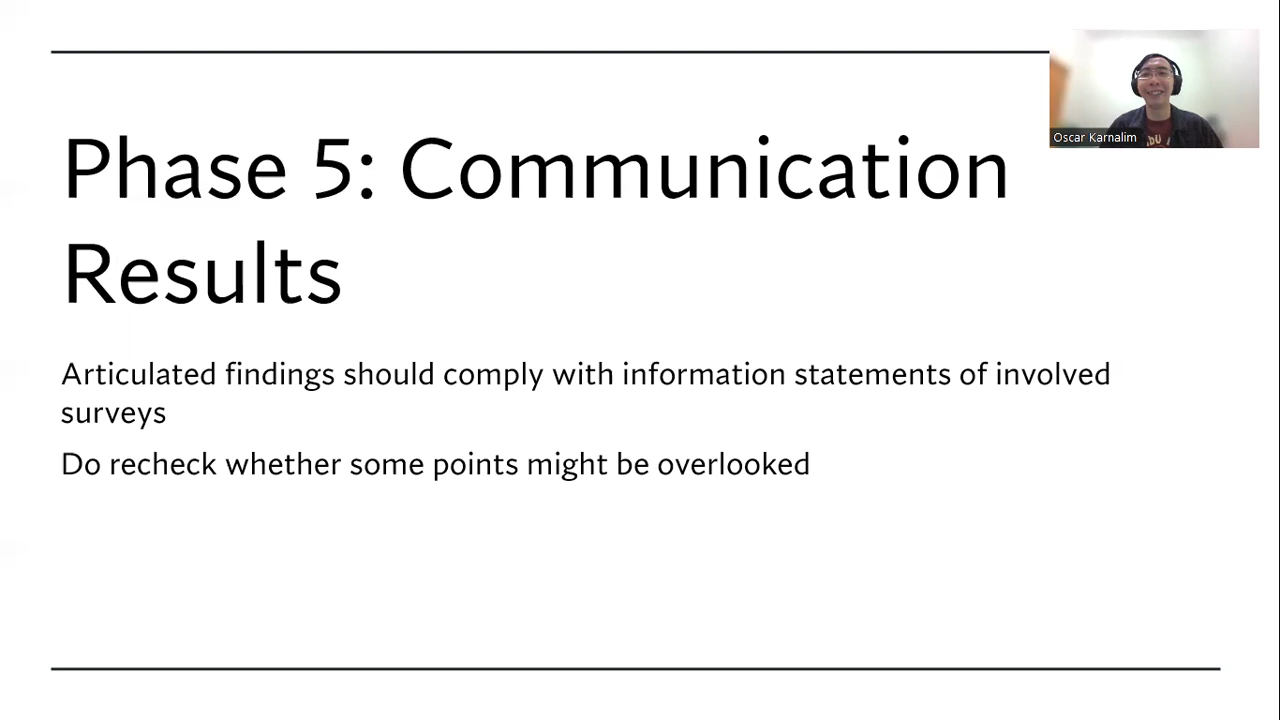 Phase 5: Communication
Results
Oscar Karnalim
Articulated findings should comply with information statements of involved
surveys
Do recheck whether some points might be overlooked